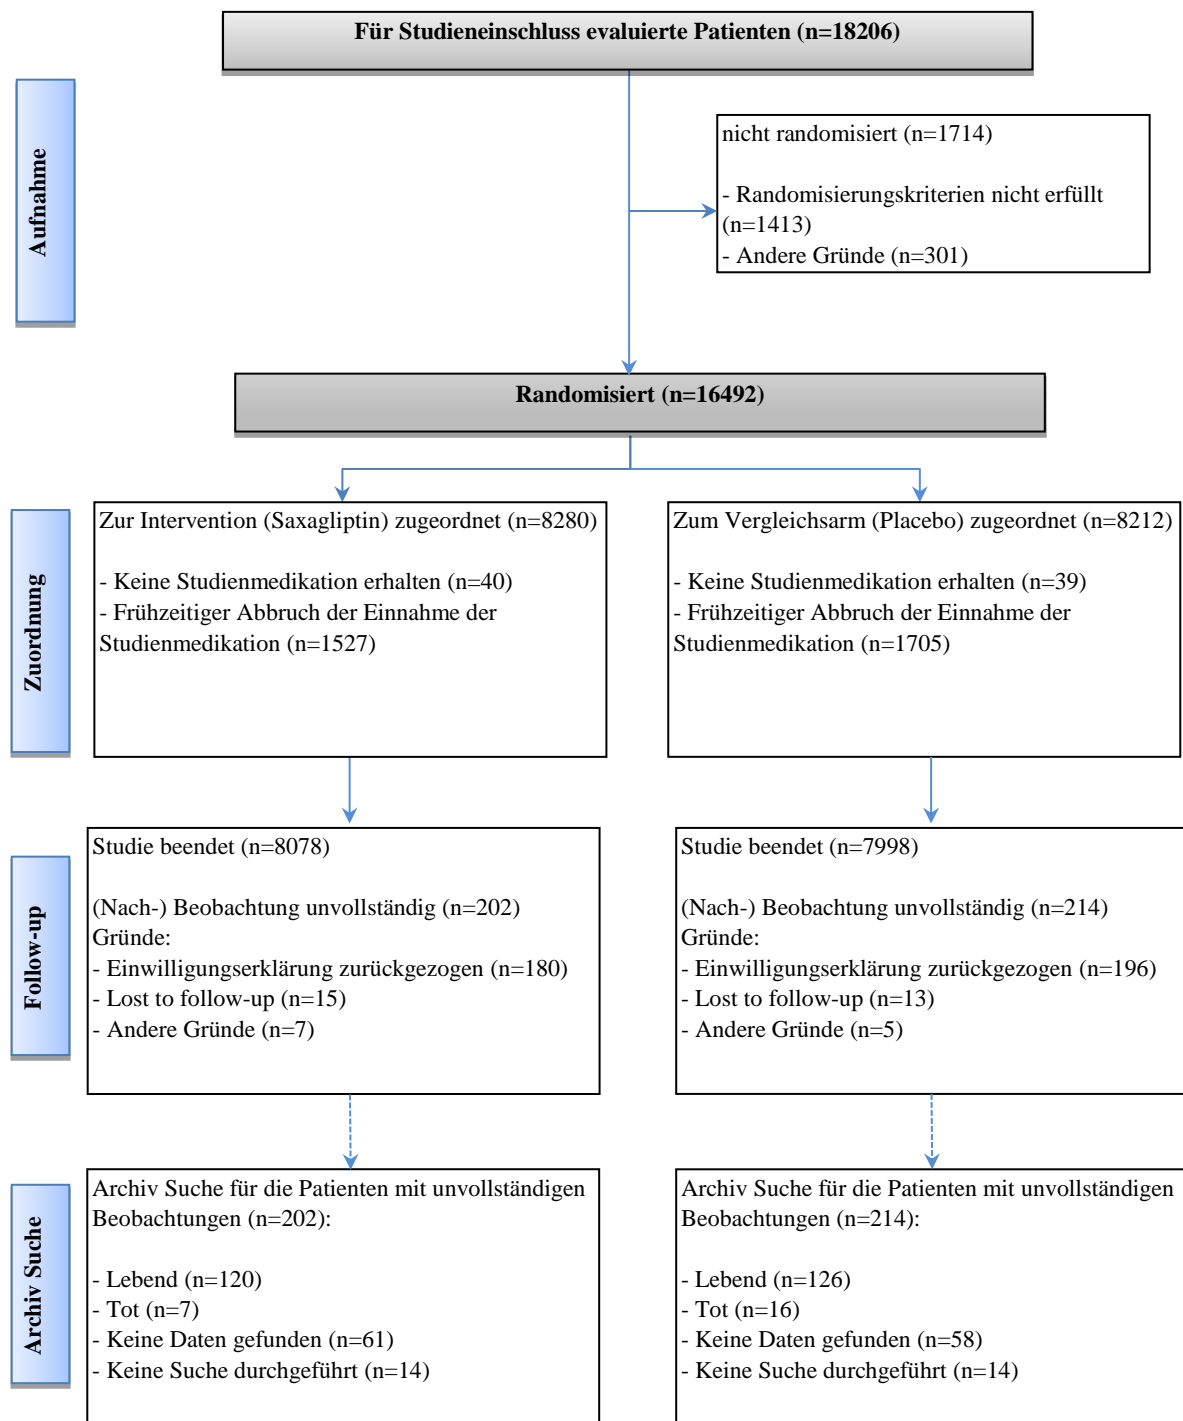 Für Studieneinschluss evaluierte Patienten (n=18206)
Aufnahme
nicht randomisiert (n=1714)
- Randomisierungskriterien nicht erfüllt
(n=1413)
- Andere Gründe (n=301)
Randomisiert (n=16492)
Zuordnung
Zur Intervention (Saxagliptin) zugeordnet (n=8280)
- Keine Studienmedikation erhalten (n=40)
- Frühzeitiger Abbruch der Einnahme der
Studienmedikation (n=1527)
Zum Vergleichsarm (Placebo) zugeordnet (n=8212)
- Keine Studienmedikation erhalten (n=39)
- Frühzeitiger Abbruch der Einnahme der
Studienmedikation (n=1705)
Follow-up
Studie beendet (n=8078)
(Nach-) Beobachtung unvollständig (n=202)
Gründe:
- Einwilligungserklärung zurückgezogen (n=180)
- Lost to follow-up (n=15)
- Andere Gründe (n=7)
Studie beendet (n=7998)
(Nach-) Beobachtung unvollständig (n=214)
Gründe:
- Einwilligungserklärung zurückgezogen (n=196)
- Lost to follow-up (n=13)
- Andere Gründe (n=5)
Archiv Suche
Archiv Suche für die Patienten mit unvollständigen
Beobachtungen (n=202):
- Lebend (n=120)
- Tot (n=7)
- Keine Daten gefunden (n=61)
- Keine Suche durchgeführt (n=14)
Archiv Suche für die Patienten mit unvollständigen
Beobachtungen (n=214):
- Lebend (n=126)
- Tot (n=16)
- Keine Daten gefunden (n=58)
- Keine Suche durchgeführt (n=14)